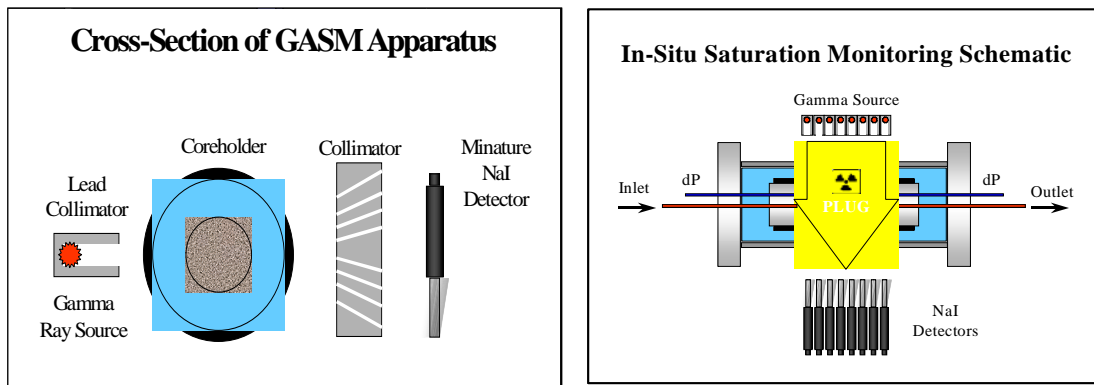 Cross-Section of GASM Apparatus
Coreholder
Collimator
Minature
NaI
Detector
Lead
Collimator
Gamma
Ray Source
In-Situ Saturation Monitoring Schematic
Gamma Source
Inlet
dP
dP
Outlet
PLUG
NaI
Detectors